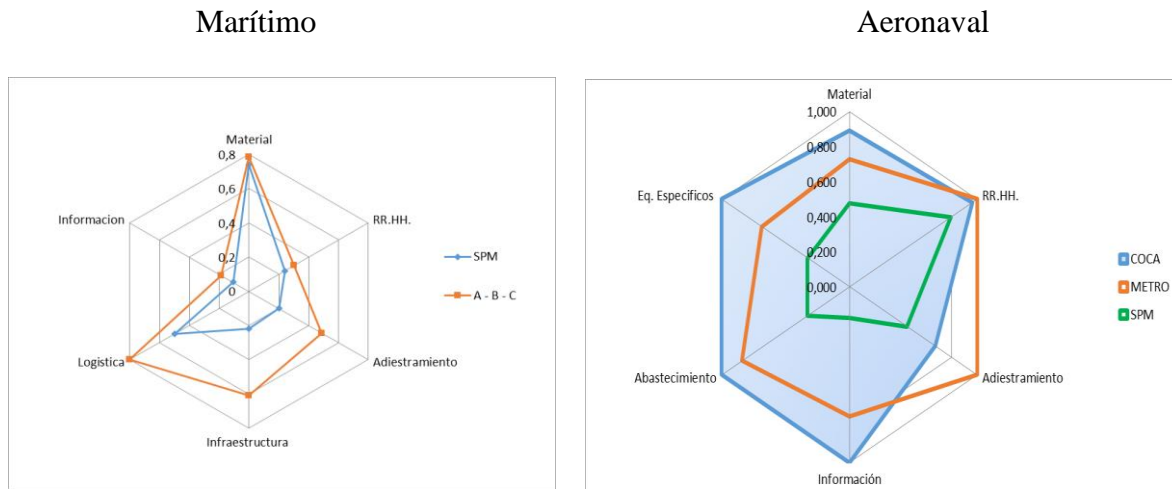 Marítimo
Aeronaval
Material
0,8
0,6
0,4
0,2
0
Informacion
RR.HH.
Logistica
Adiestramiento
Infraestructura
SPM
A - B - C
Material
1,000
0,800
0,600
0,400
0,200
0,000
Eq. Especificos
RR.HH.
Abastecimiento
Adiestramiento
Información
COCA
METRO
SPM